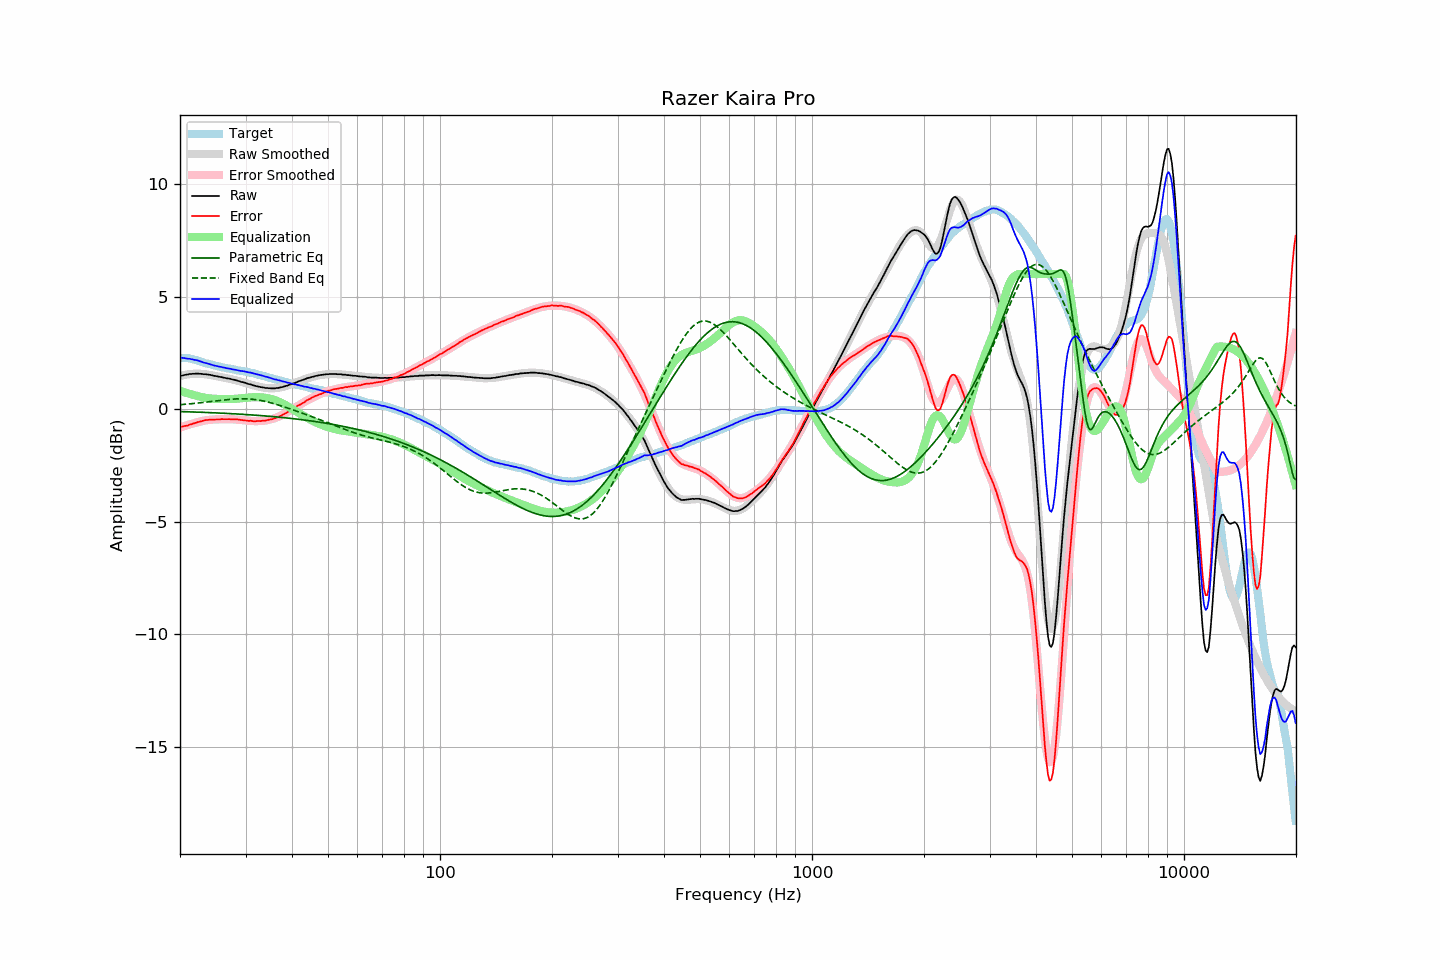 Razer Kaira Pro
Target
Raw Smoothed
Error Smoothed
Raw
Error
Equalization
Parametric Eq
Fixed Band Eq
Equalized
10
5
0
−5
−10
−15
Amplitude (dBr)
100
1000
10000
Frequency (Hz)